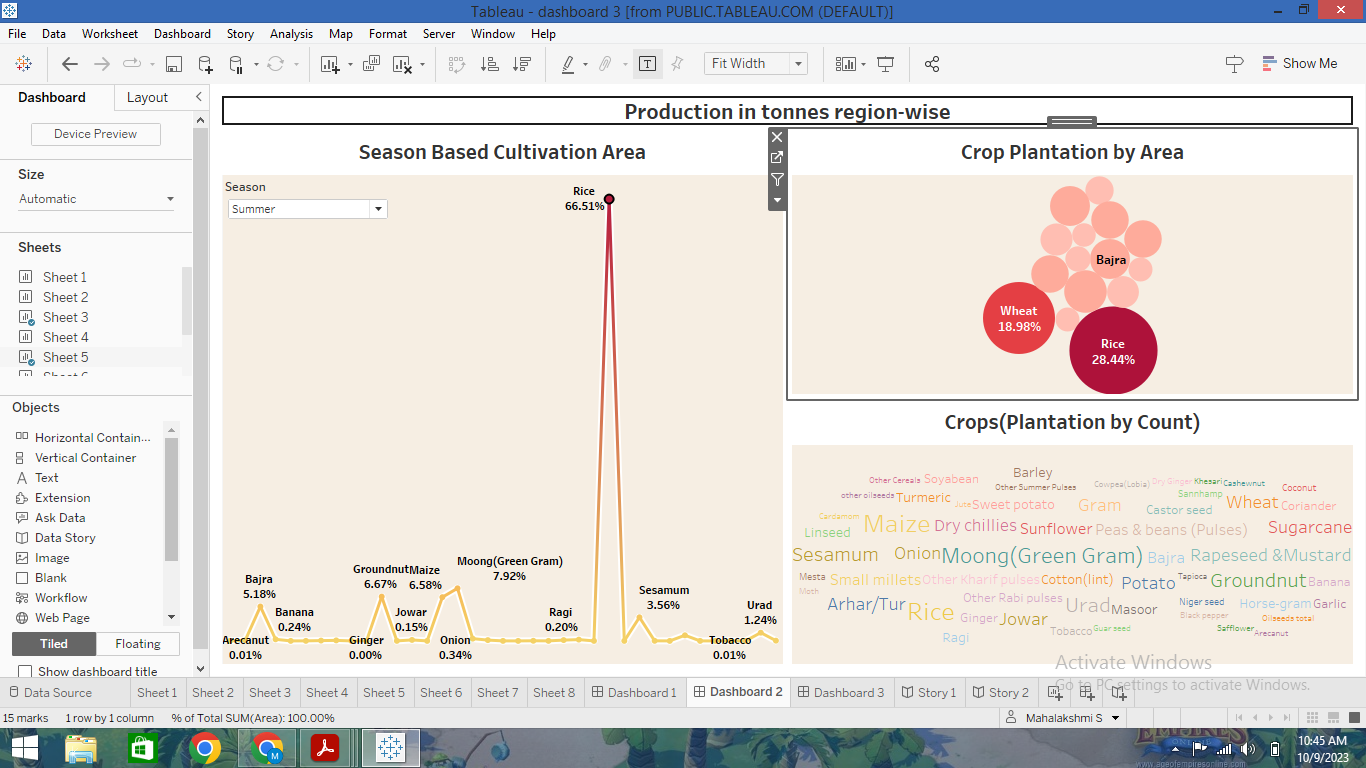 Tableau - dashboard 3 [from PUBLIC.TABLEAU.COM (DEFAULT)]
File Data Worksheet Dashboard Story Analysis Map Format Server Window Help
Fit Width
Show Me
Dashboard Layout
Device Preview
Size
Automatic
Sheets
Sheet 1
Sheet 2
Sheet 3
Sheet 4
Sheet 5
Objects
Horizontal Contain...
Vertical Container
Text
Extension
Ask Data
Data Story
Image
Blank
Workflow
Web Page
Tiled Floating
Show dashboard title
Production in tonnes region-wise
Season Based Cultivation Area
Season
Summer
Rice
66.51%
Moong(Green Gram)
7.92%
Groundnut Maize
6.67% 6.58%
Bajra
5.18%
Sesamum
3.56%
Banana
0.24%
Jowar
0.15%
Ragi
0.20%
Urad
1.24%
Arecanut
0.01%
Ginger
0.00%
Onion
0.34%
Tobacco
0.01%
Crop Plantation by Area
Bajra
Wheat
18.98%
Rice
28.44%
Crops(Plantation by Count)
Barley
Other Cereals Soyabean
Other Summer Pulses Cowpea(Lobia) Dry Ginger Khesari Cashewnut
Coconut
other oilseeds Turmeric
Sannhamp
Jute Sweet potato Gram Castor seed Wheat Coriander
Cardamom
Linseed Maize Dry chillies Sunflower Peas & beans (Pulses) Sugarcane
Sesamum Onion Moong(Green Gram) Bajra Rapeseed &Mustard
Mesta Small millets Other Kharif pulses Cotton(lint) Potato Tapioca Groundnut Banana
Moth
Arhar/Tur Rice Other Rabi pulses Urad Masoor Niger seed Horse-gram Garlic
Ginger Jowar Black pepper Oilseeds total
Ragi Tobacco Guar seed Safflower Arecanut
Activate Windows
Go to PC settings to activate Windows.
Data Source Sheet 1 Sheet 2 Sheet 3 Sheet 4 Sheet 5 Sheet 6 Sheet 7 Sheet 8 Dashboard 1 Dashboard 2 Dashboard 3 Story 1 Story 2
15 marks 1 row by 1 column % of Total SUM(Area): 100.00%
Mahalakshmi S
M
10:45 AM
10/9/2023
www.ageofempiresonline.com